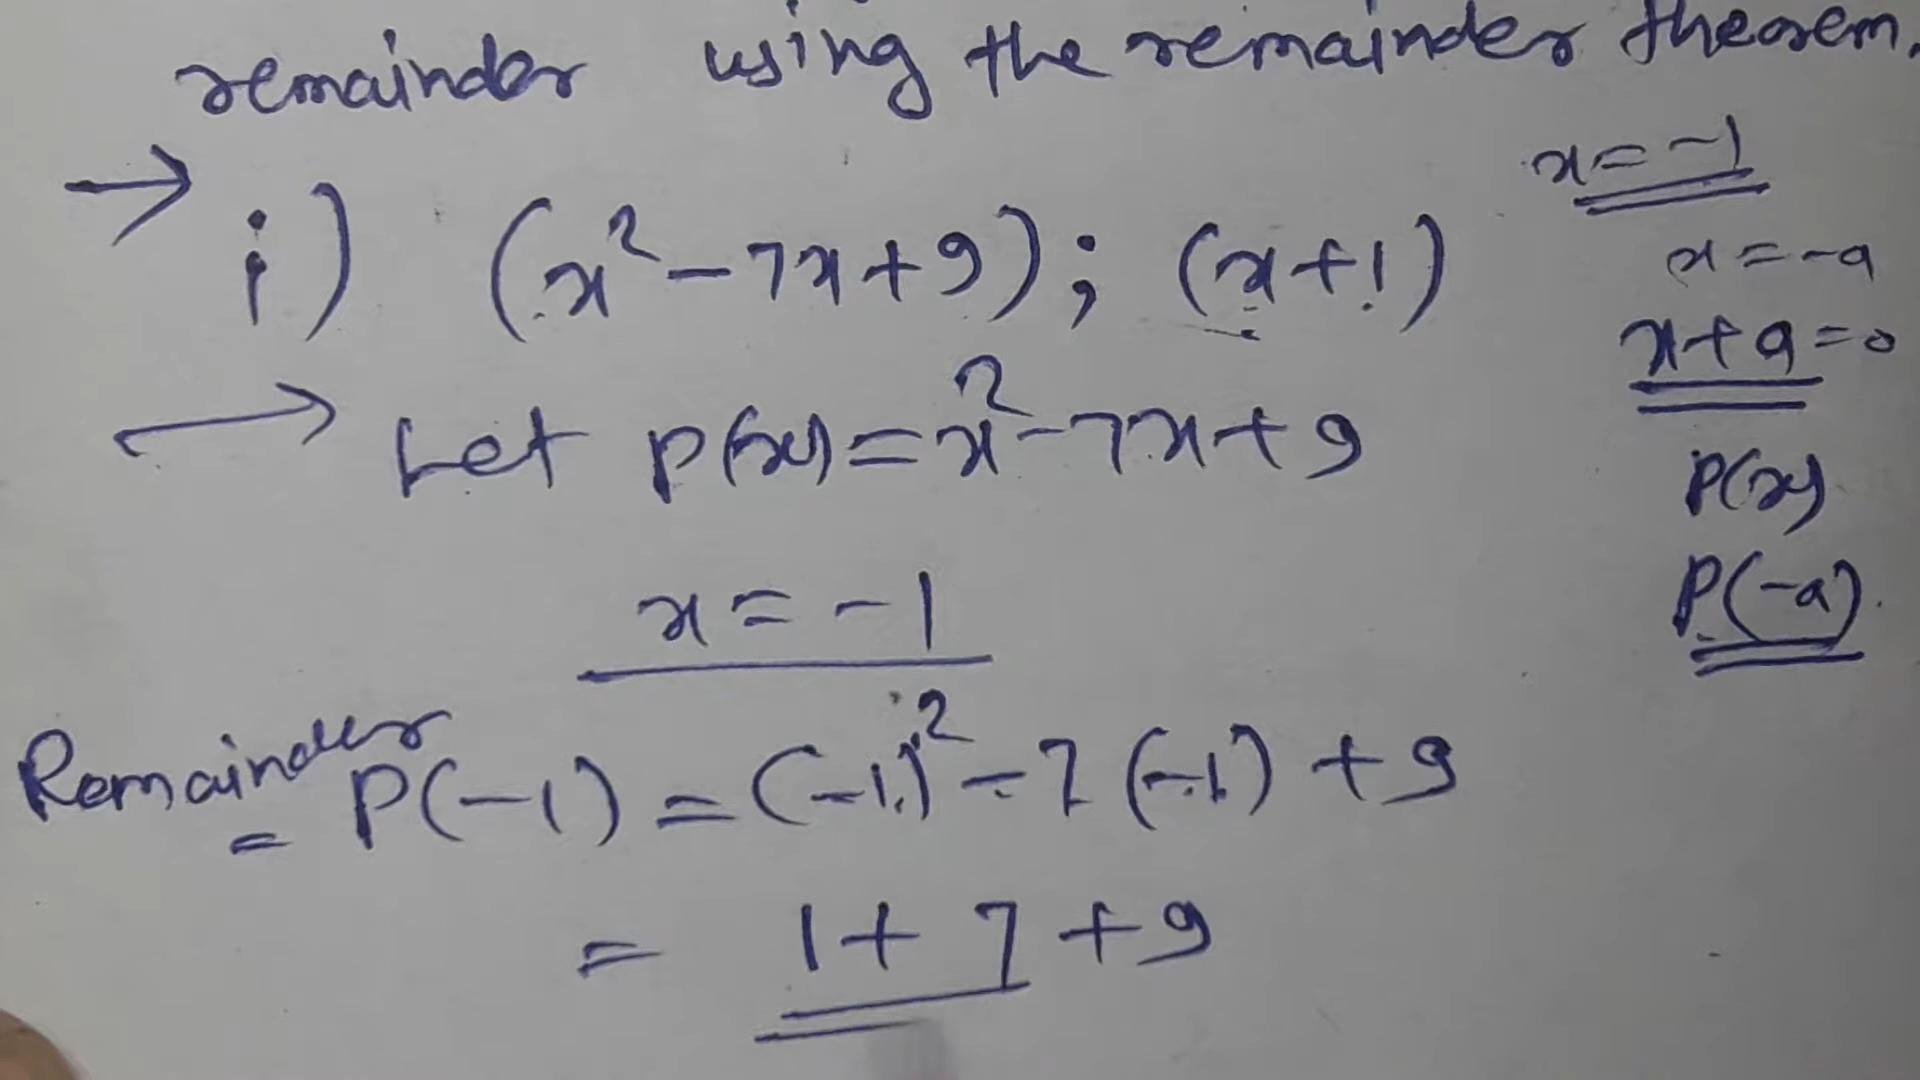 remainder using the remainder theorem.
x = -1
→ i) (x² - 7x + 9); (x + 1)
x = -a
x + a = 0
→ Let P(x) = x² - 7x + 9
P(x)
x = -1
P(-a).
Remainder
= P(-1) = (-1)² - 7(-1) + 9
= 1 + 7 + 9